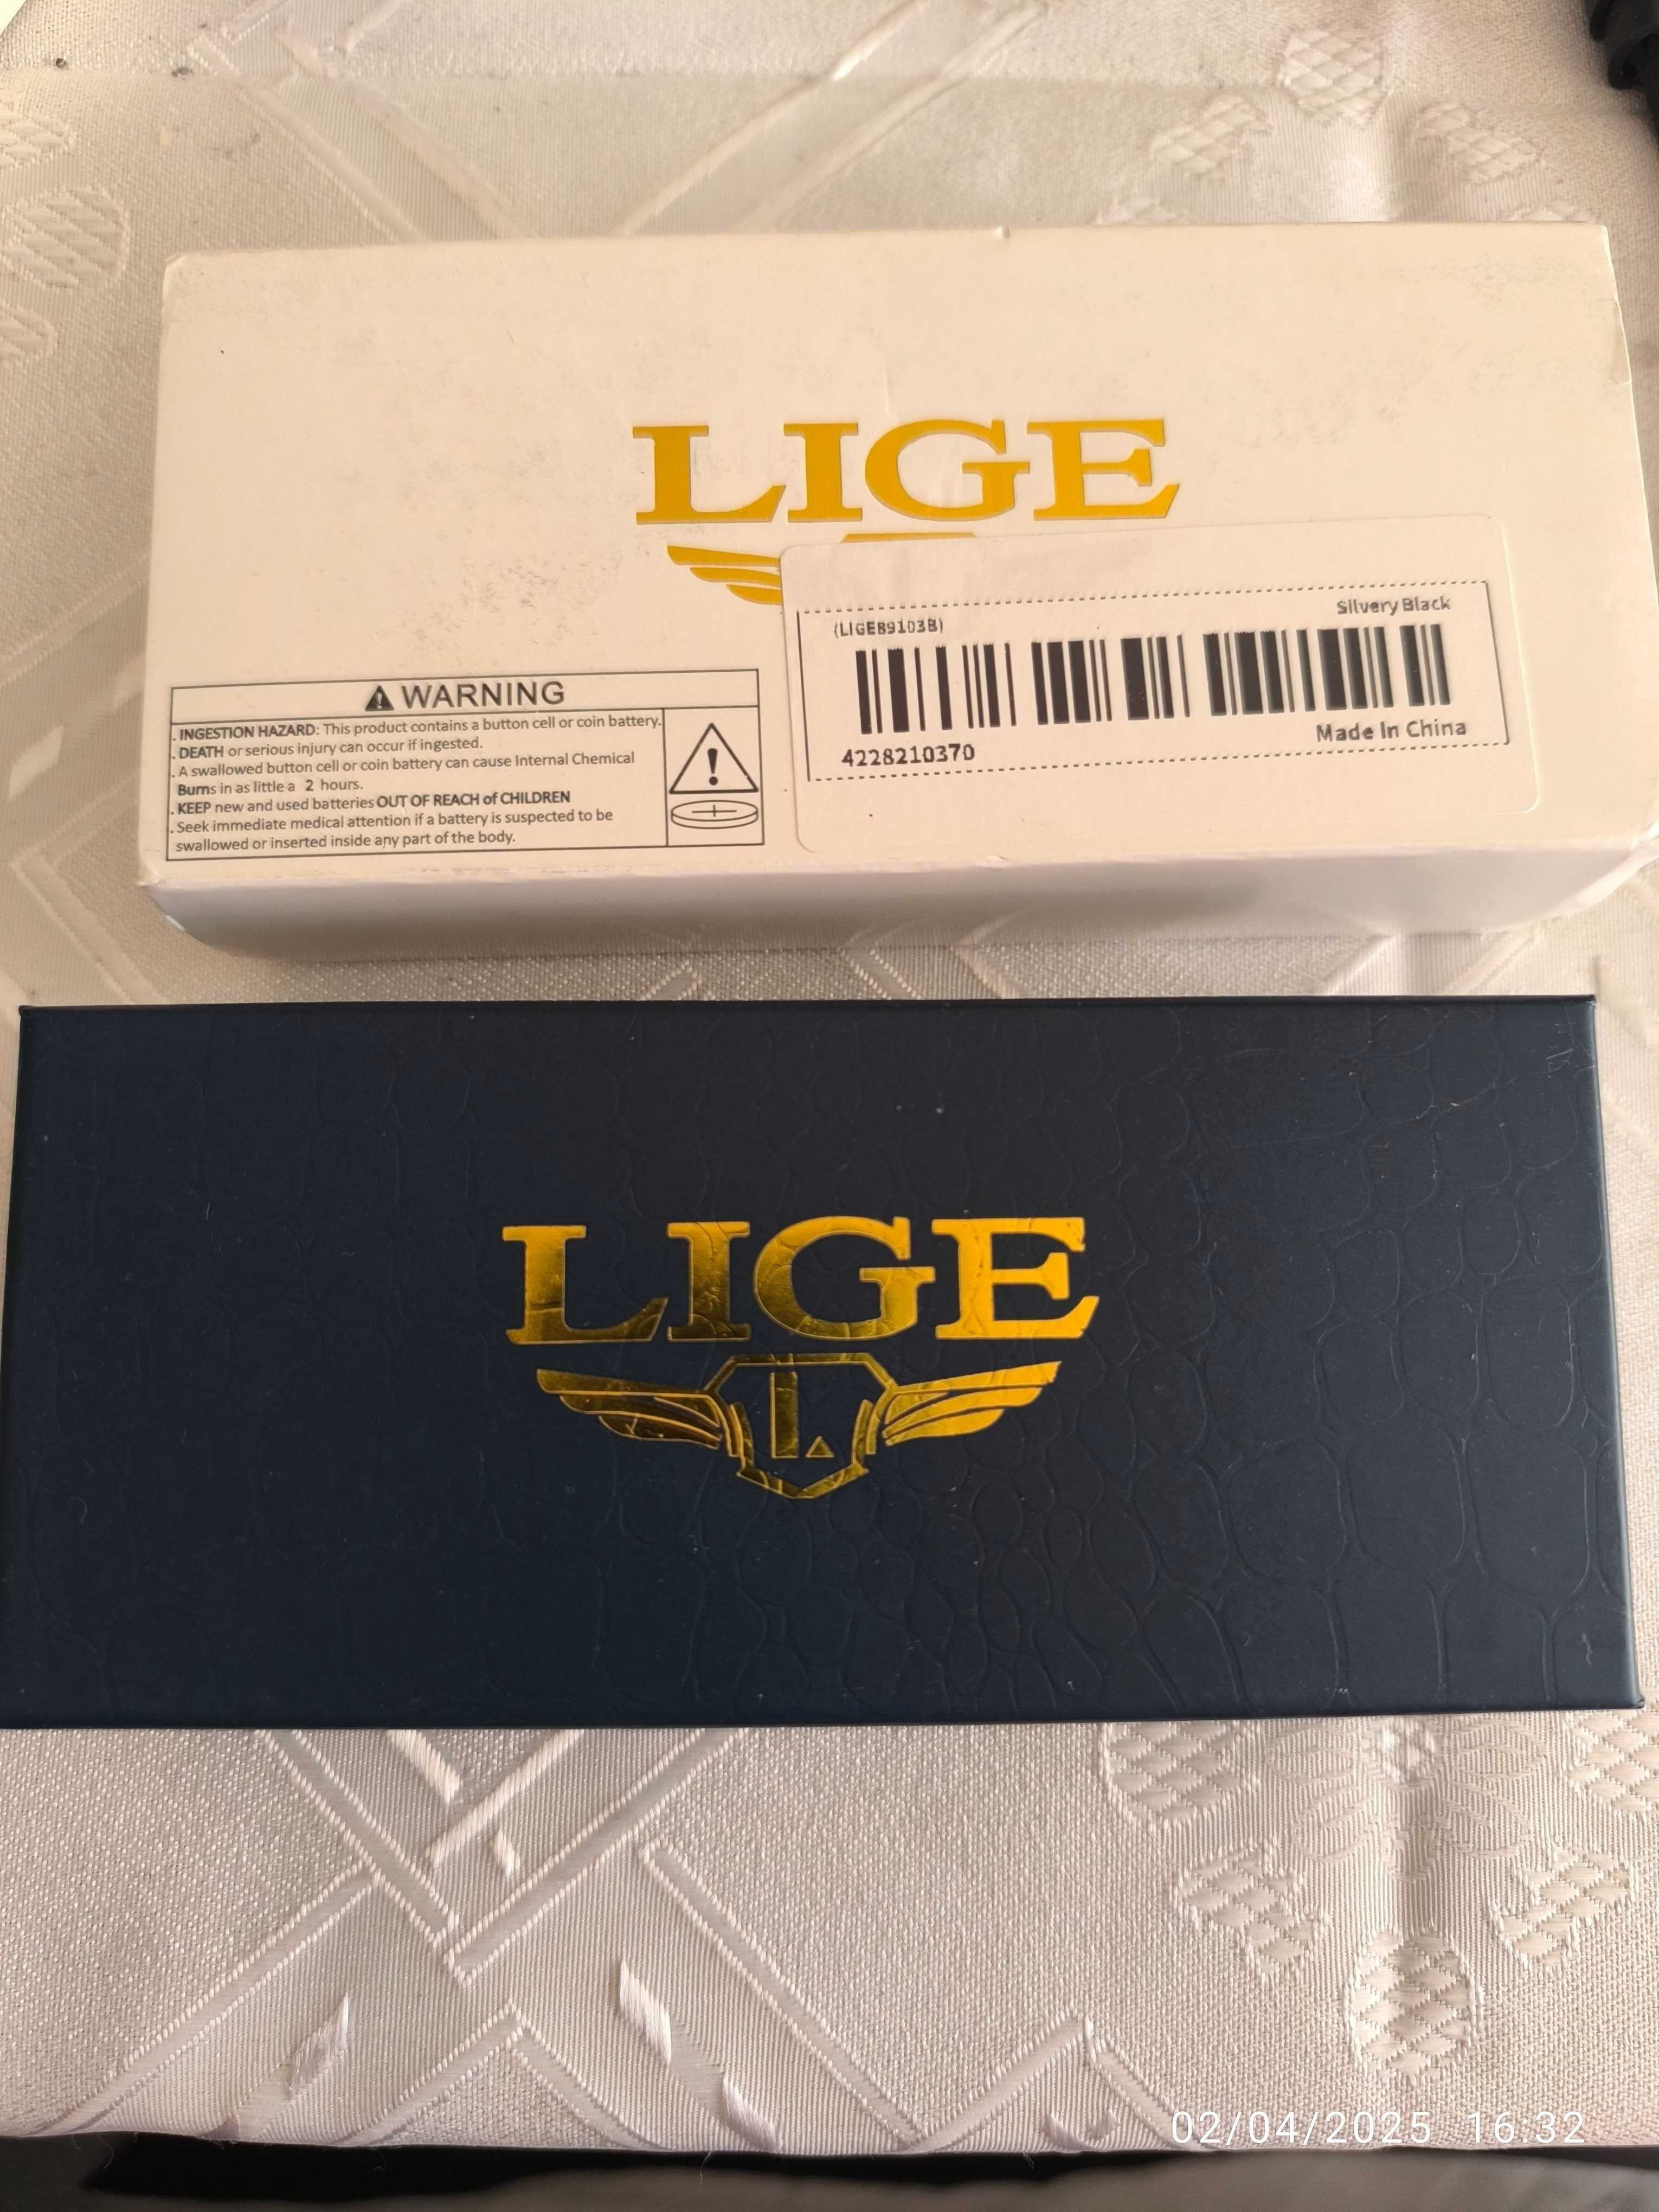 LIGE
(LIGE89103B)
Silvery Black
4228210370
Made In China
WARNING
. INGESTION HAZARD: This product contains a button cell or coin battery.
. DEATH or serious injury can occur if ingested.
. A swallowed button cell or coin battery can cause Internal Chemical
Burns in as little a 2 hours.
. KEEP new and used batteries OUT OF REACH of CHILDREN
. Seek immediate medical attention if a battery is suspected to be
swallowed or inserted inside any part of the body.
LIGE
L
02/04/2025 16:32